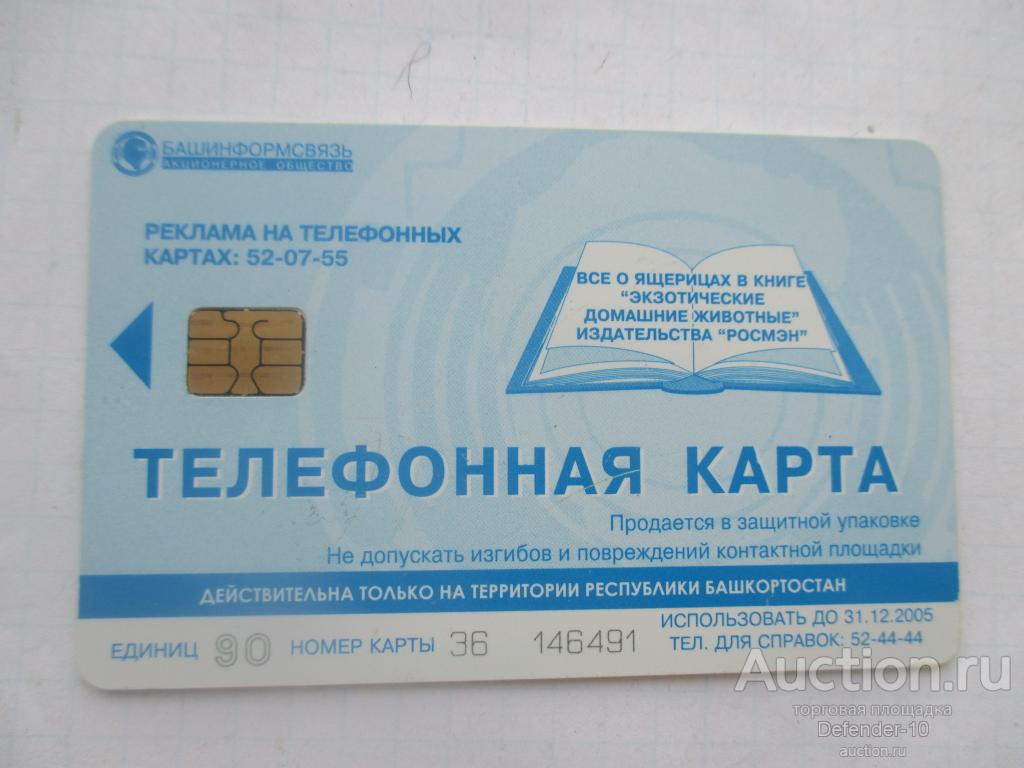 БАШИНФОРМСВЯЗЬ
АКЦИОНЕРНОЕ ОБЩЕСТВО
РЕКЛАМА НА ТЕЛЕФОННЫХ
КАРТАХ: 52-07-55
ВСЕ О ЯЩЕРИЦАХ В КНИГЕ
"ЭКЗОТИЧЕСКИЕ
ДОМАШНИЕ ЖИВОТНЫЕ"
ИЗДАТЕЛЬСТВА "РОСМЭН"
ТЕЛЕФОННАЯ КАРТА
Продается в защитной упаковке
Не допускать изгибов и повреждений контактной площадки
ДЕЙСТВИТЕЛЬНА ТОЛЬКО НА ТЕРРИТОРИИ РЕСПУБЛИКИ БАШКОРТОСТАН
ЕДИНИЦ 90 НОМЕР КАРТЫ 36 146491
ИСПОЛЬЗОВАТЬ ДО 31.12.2005
ТЕЛ. ДЛЯ СПРАВОК: 52-44-44
Auction.ru
торговая площадка
Defender-10
auction.ru